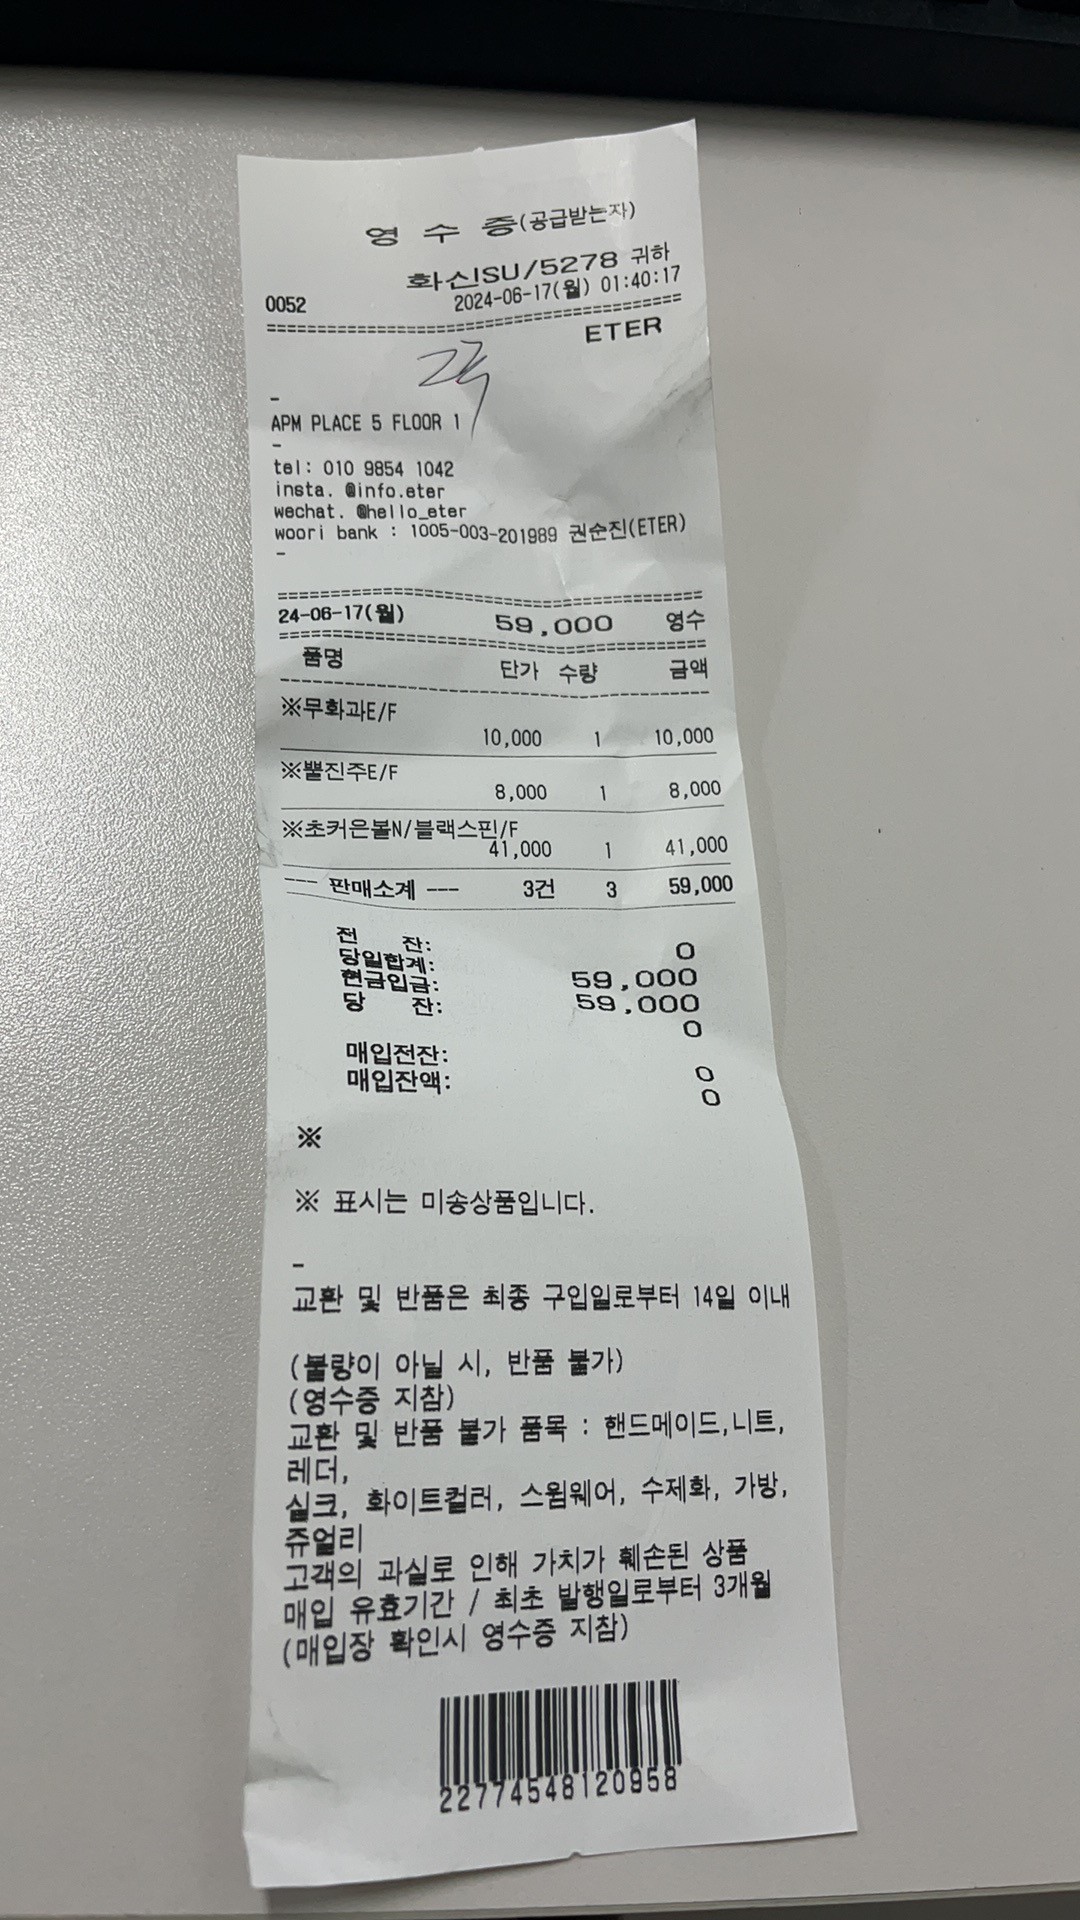 영 수 증(공급받는자)
화신SU/5278 귀하
0052 2024-06-17(월) 01:40:17
================================================
ETER
-
APM PLACE 5 FLOOR 1
-
tel: 010 9854 1042
insta. @info.eter
wechat. @hello_eter
woori bank : 1005-003-201989 권순진(ETER)
-
================================================
24-06-17(월) 59,000 영수
================================================
품명 단가 수량 금액
------------------------------------------------
※무화과E/F
10,000 1 10,000
※뿔진주E/F
8,000 1 8,000
※초커은볼N/블랙스핀/F
41,000 1 41,000
--- 판매소계 --- 3건 3 59,000
전 잔: 0
당일합계: 59,000
현금입금: 59,000
당 잔: 0
매입전잔: 0
매입잔액: 0
※
※ 표시는 미송상품입니다.
-
교환 및 반품은 최종 구입일로부터 14일 이내
(불량이 아닐 시, 반품 불가)
(영수증 지참)
교환 및 반품 불가 품목 : 핸드메이드,니트,
레더,
실크, 화이트컬러, 스윔웨어, 수제화, 가방,
쥬얼리
고객의 과실로 인해 가치가 훼손된 상품
매입 유효기간 / 최초 발행일로부터 3개월
(매입장 확인시 영수증 지참)
22774548120958